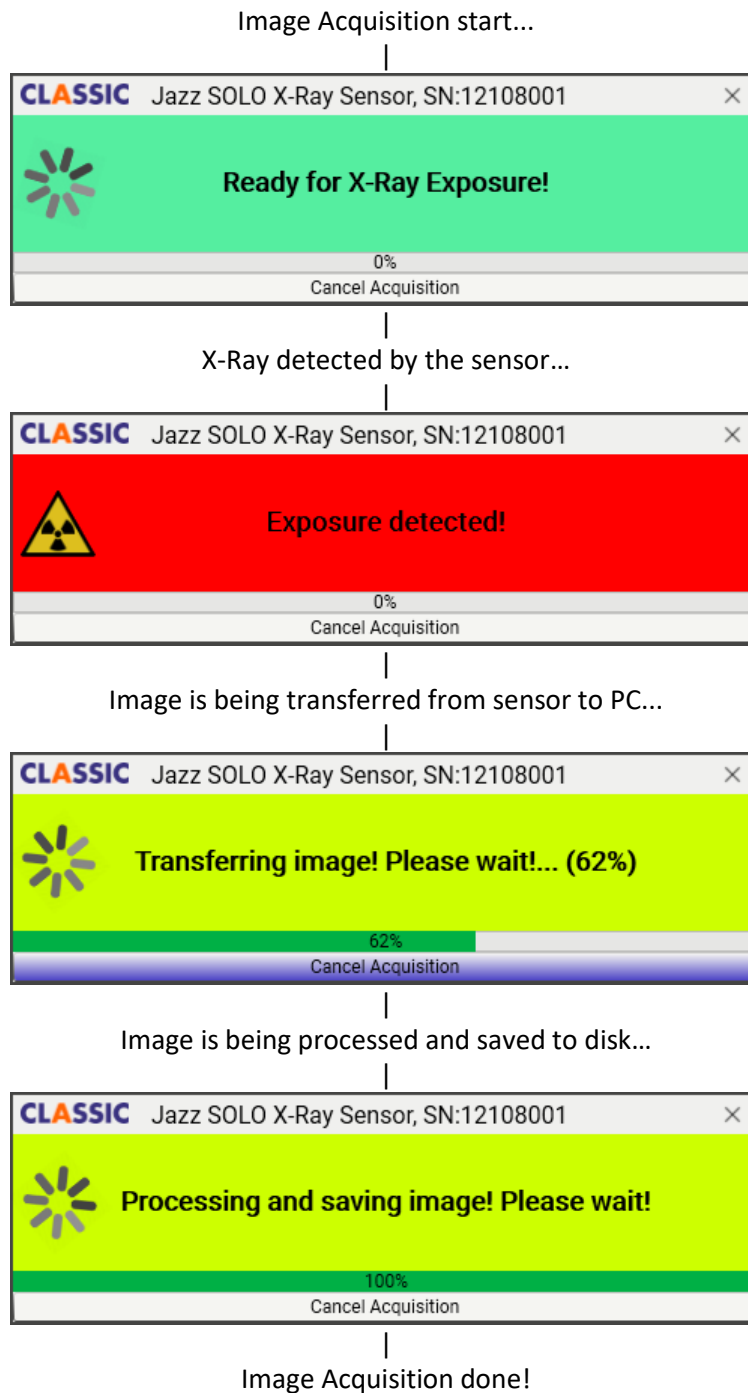 Image Acquisition start...
CLASSIC Jazz SOLO X-Ray Sensor, SN:12108001
Ready for X-Ray Exposure!
0%
Cancel Acquisition
X-Ray detected by the sensor…
CLASSIC Jazz SOLO X-Ray Sensor, SN:12108001
Exposure detected!
0%
Cancel Acquisition
Image is being transferred from sensor to PC...
CLASSIC Jazz SOLO X-Ray Sensor, SN:12108001
Transferring image! Please wait!... (62%)
62%
Cancel Acquisition
Image is being processed and saved to disk…
CLASSIC Jazz SOLO X-Ray Sensor, SN:12108001
Processing and saving image! Please wait!
100%
Cancel Acquisition
Image Acquisition done!